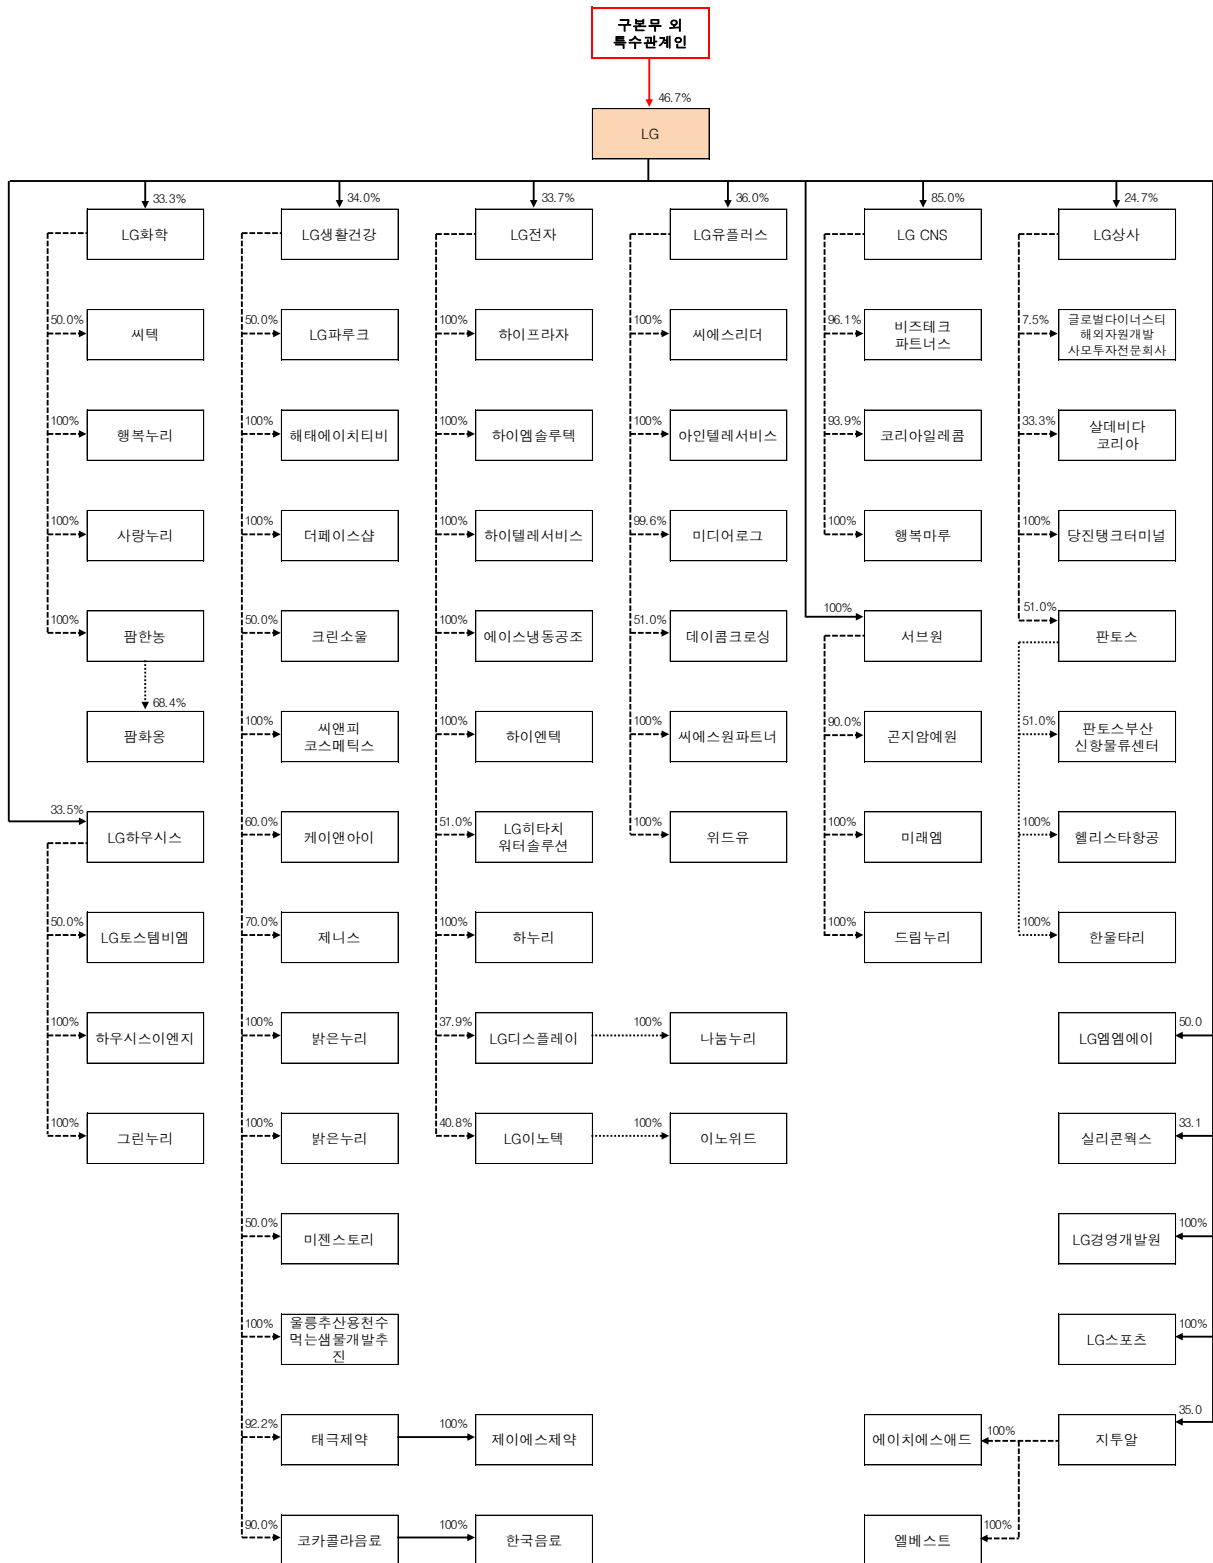 구본무 외
특수관계인
46.7%
LG
33.3%
34.0%
33.7%
36.0%
85.0%
24.7%
LG화학
LG생활건강
LG전자
LG유플러스
LG CNS
LG상사
50.0%
씨텍
50.0%
LG파루크
100%
하이프라자
100%
씨에스리더
96.1%
비즈테크
파트너스
7.5%
글로벌다이너스티
해외자원개발
사모투자전문회사
100%
행복누리
100%
해태에이치티비
100%
하이엠솔루텍
100%
아인텔레서비스
93.9%
코리아일레콤
33.3%
살데비다
코리아
100%
사랑누리
100%
더페이스샵
100%
하이텔레서비스
99.6%
미디어로그
100%
행복마루
100%
당진탱크터미널
100%
팜한농
50.0%
크린소울
100%
에이스냉동공조
51.0%
데이콤크로싱
100%
서브원
51.0%
판토스
68.4%
팜화옹
100%
씨앤피
코스메틱스
100%
하이엔텍
100%
씨에스원파트너
90.0%
곤지암예원
51.0%
판토스부산
신항물류센터
33.5%
LG하우시스
60.0%
케이앤아이
51.0%
LG히타치
워터솔루션
100%
위드유
100%
미래엠
100%
헬리스타항공
50.0%
LG토스템비엠
70.0%
제니스
100%
하누리
100%
드림누리
100%
한울타리
100%
하우시스이엔지
100%
밝은누리
37.9%
LG디스플레이
100%
나눔누리
LG엠엠에이
50.0
100%
그린누리
100%
밝은누리
40.8%
LG이노텍
100%
이노위드
실리콘웍스
33.1
50.0%
미젠스토리
LG경영개발원
100%
100%
울릉추산용천수
먹는샘물개발추
진
LG스포츠
100%
92.2%
태극제약
100%
제이에스제약
에이치에스애드
100%
지투알
35.0
90.0%
코카콜라음료
100%
한국음료
엘베스트
100%